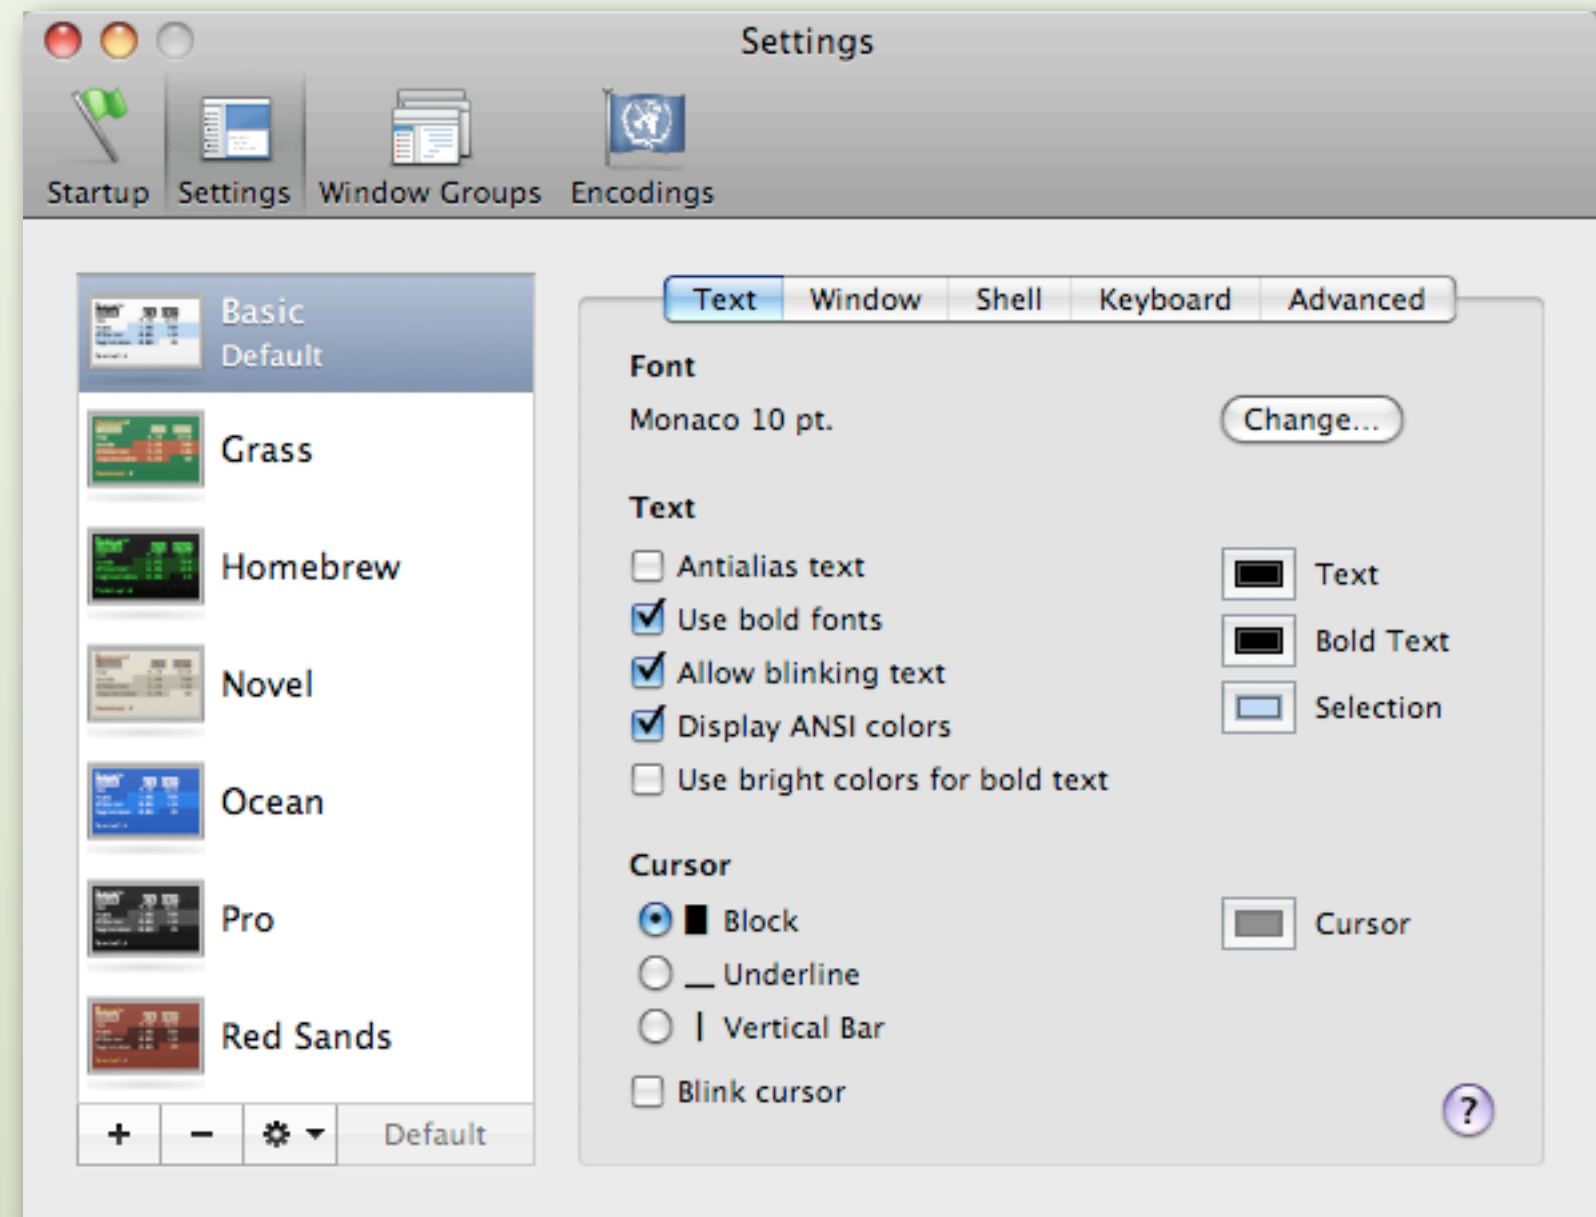 Settings
Startup
Settings
Window Groups
Encodings
Basic
Default
Grass
Homebrew
Novel
Ocean
Pro
Red Sands
+ − Default
Text Window Shell Keyboard Advanced
Font
Monaco 10 pt.
Change...
Text
Antialias text
Use bold fonts
Allow blinking text
Display ANSI colors
Use bright colors for bold text
Text
Bold Text
Selection
Cursor
Block
Underline
Vertical Bar
Blink cursor
Cursor
?